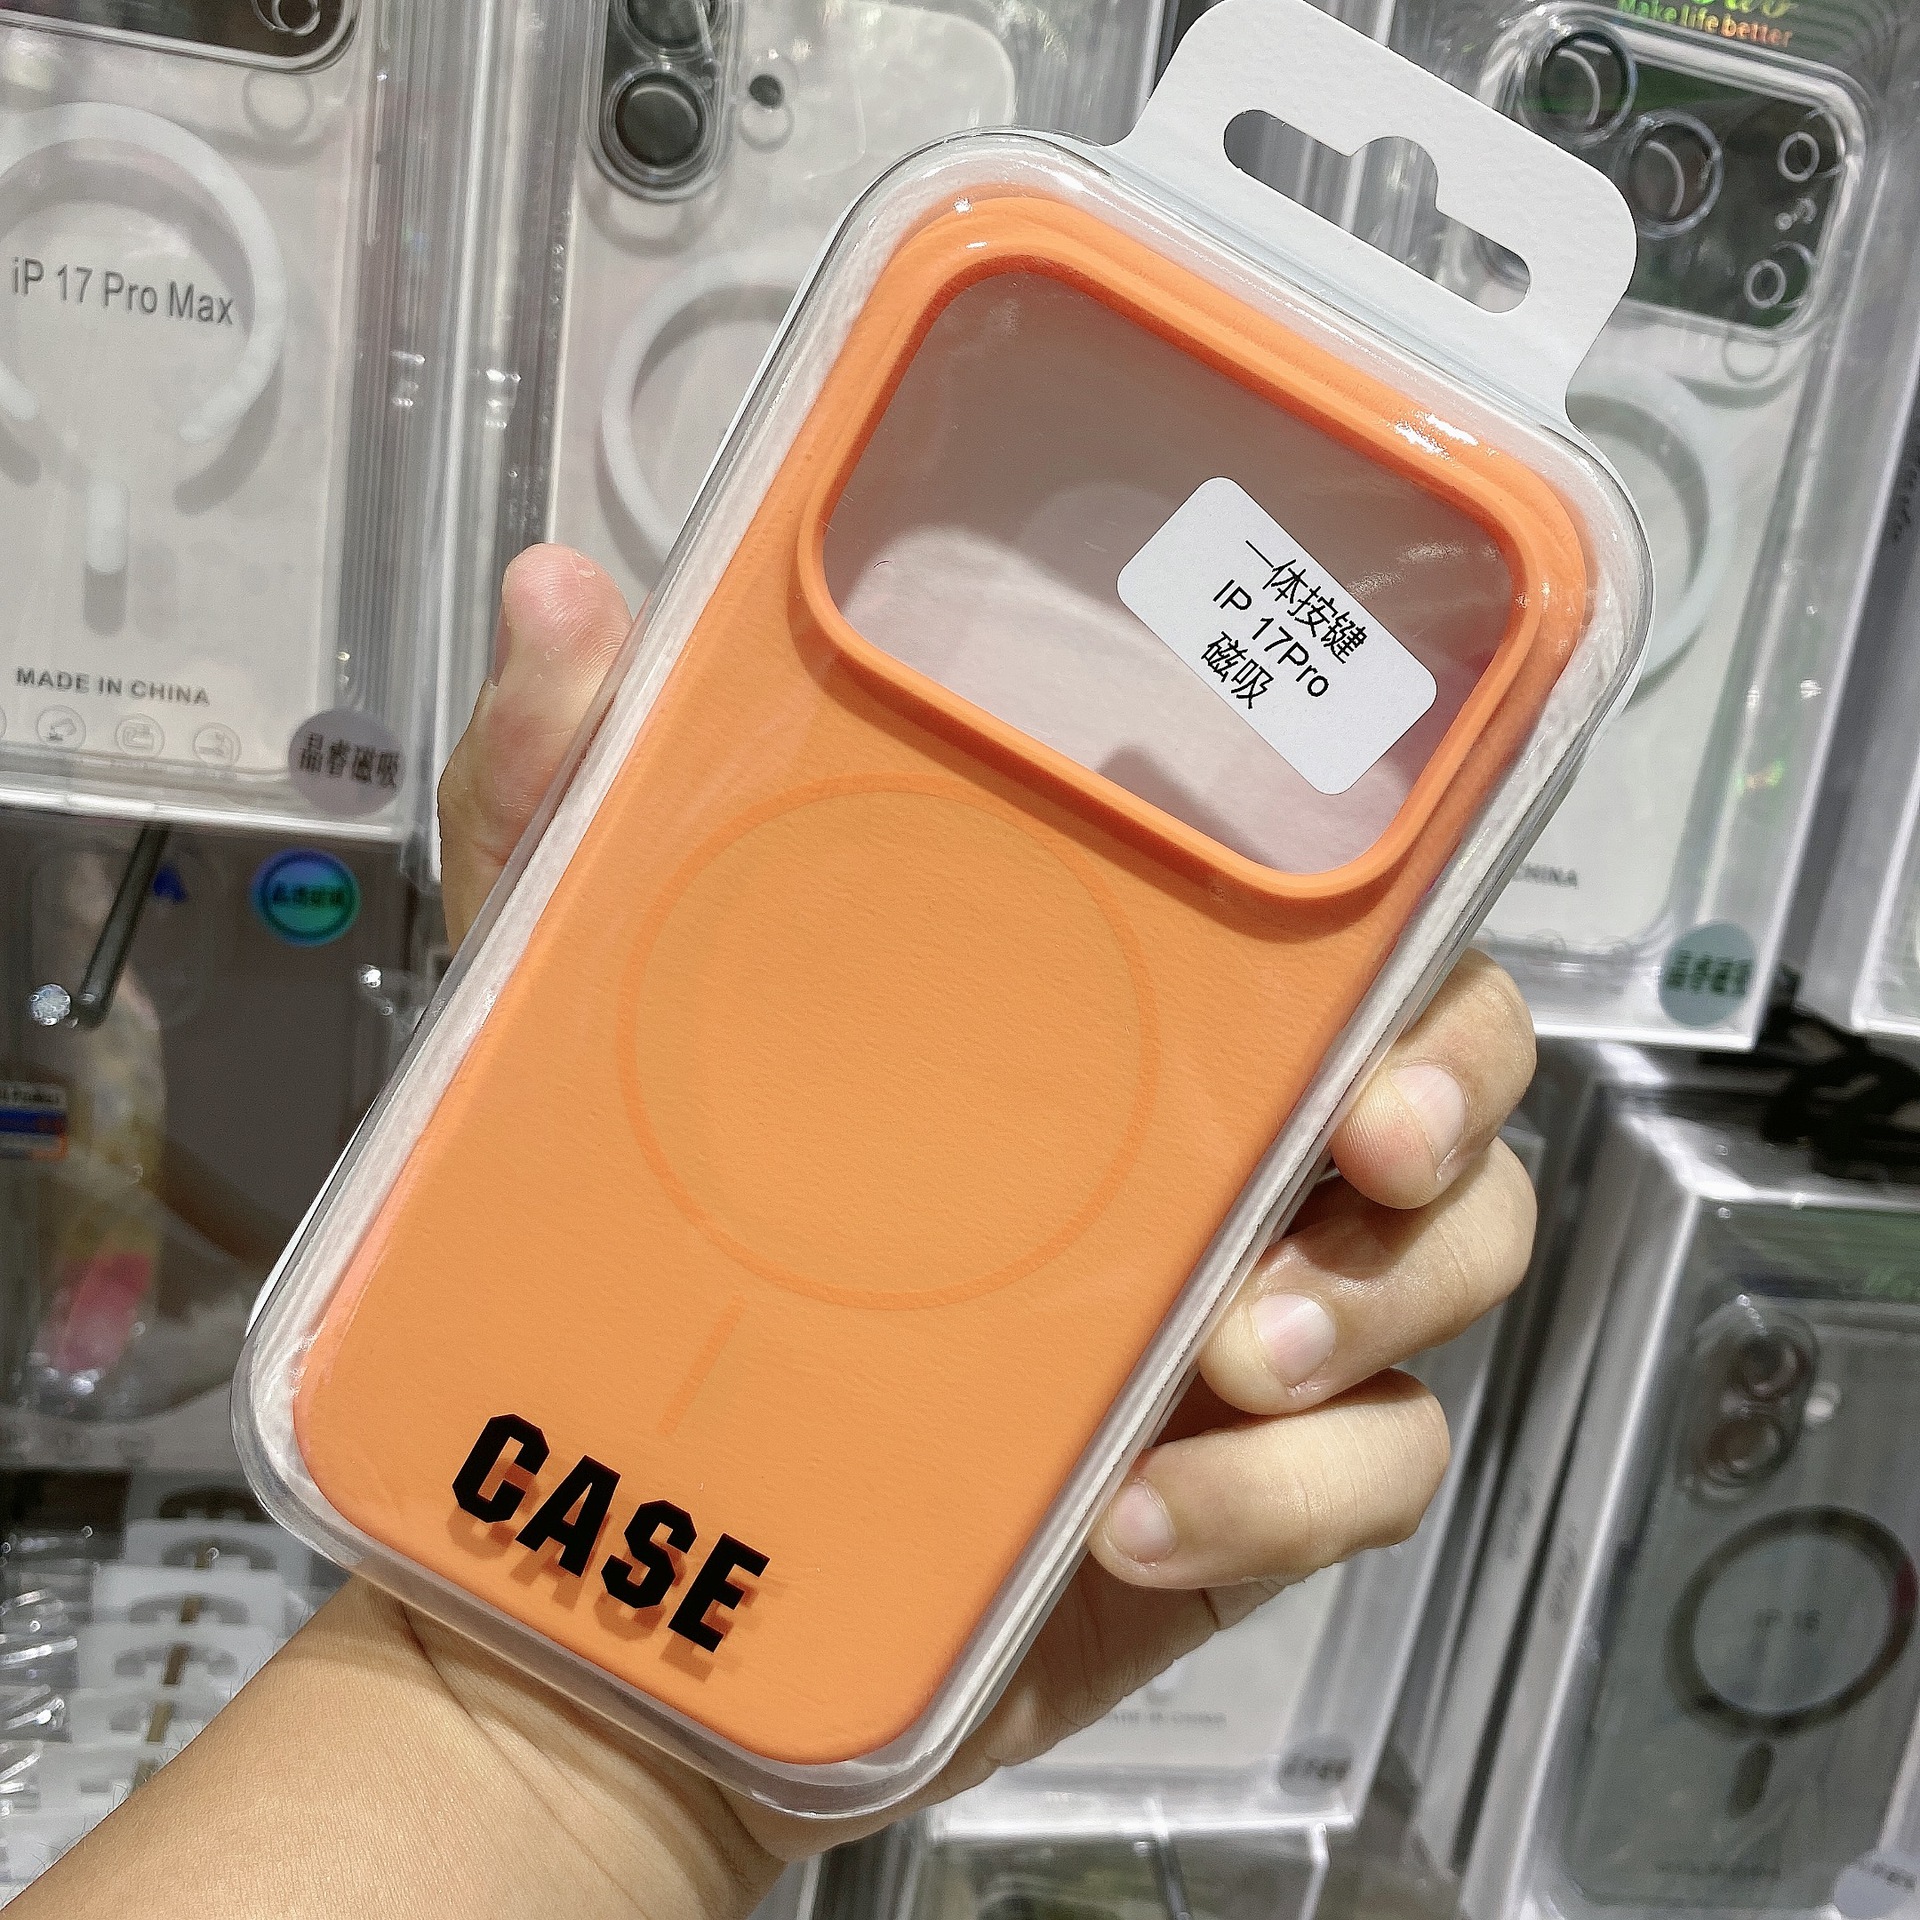 Make life better
iP 17 Pro Max
MADE IN CHINA
晶睿磁吸
一体按键
IP 17Pro
磁吸
CHINA
CASE